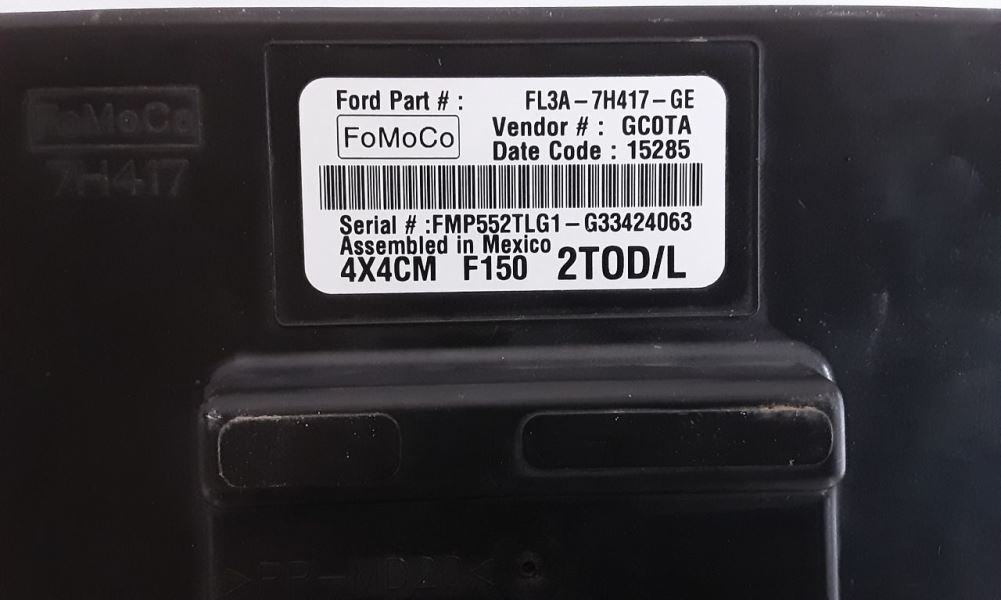 Ford Part # : FL3A-7H417-GE
FoMoCo
Vendor # : GC0TA
Date Code : 15285
Serial # :FMP552TLG1-G33424063
Assembled in Mexico
4X4CM F150 2TOD/L
FoMoCo
7H417